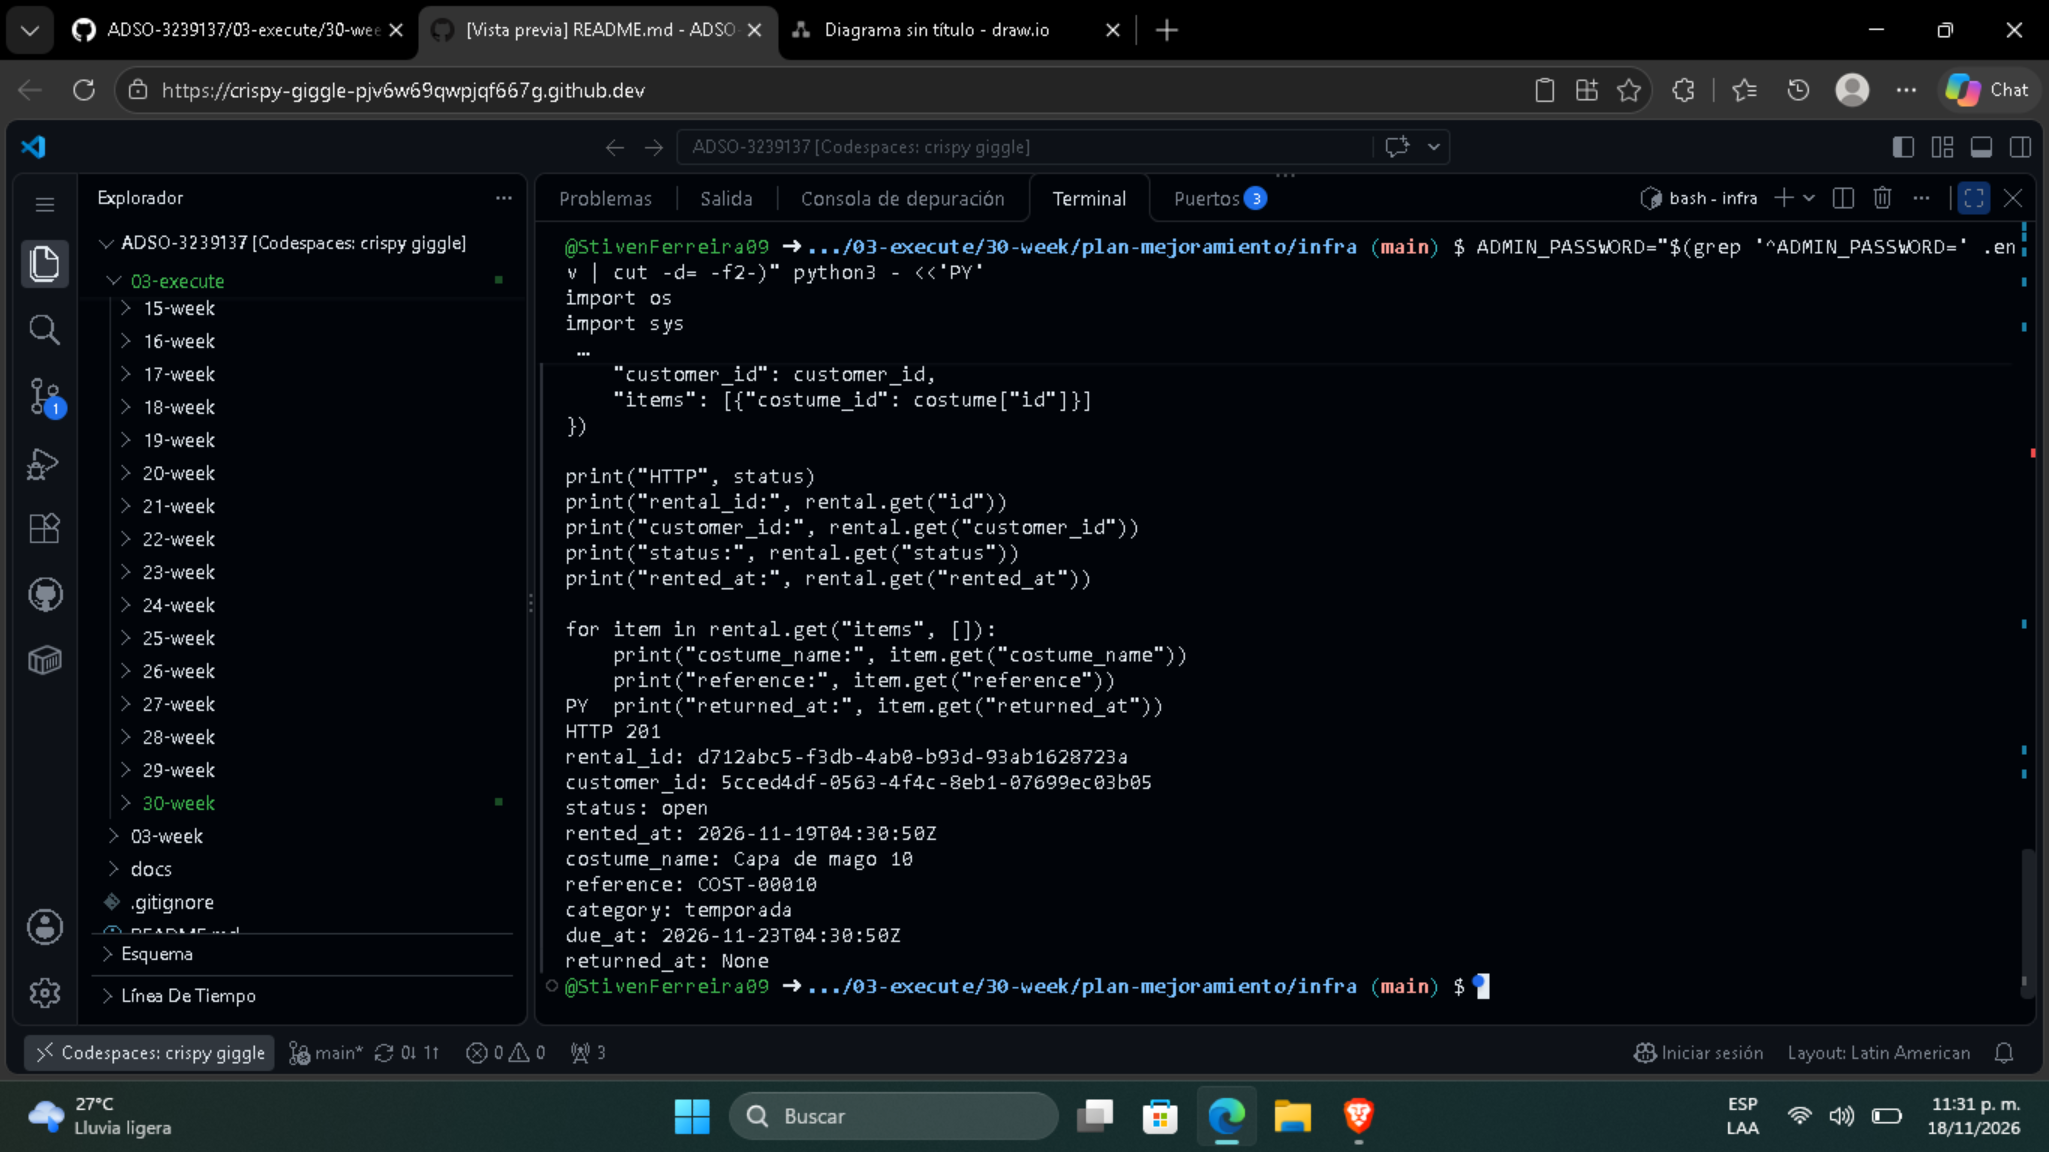 ADSO-3239137/03-execute/30-wee
[Vista previa] README.md - ADSO-
Diagrama sin título - draw.io
https://crispy-giggle-pjv6w69qwpjqf667g.github.dev
Chat
ADSO-3239137 [Codespaces: crispy giggle]
Explorador
ADSO-3239137 [Codespaces: crispy giggle]
03-execute
15-week
16-week
17-week
18-week
19-week
20-week
21-week
22-week
23-week
24-week
25-week
26-week
27-week
28-week
29-week
30-week
03-week
docs
.gitignore
README.md
Esquema
Línea De Tiempo
1
Problemas
Salida
Consola de depuración
Terminal
Puertos 3
bash - infra
@StivenFerreira09 ➜ .../03-execute/30-week/plan-mejoramiento/infra (main) $ ADMIN_PASSWORD="$(grep '^ADMIN_PASSWORD=' .en
v | cut -d= -f2-)" python3 - <<'PY'
import os
import sys
…
    "customer_id": customer_id,
    "items": [{"costume_id": costume["id"]}]
})
print("HTTP", status)
print("rental_id:", rental.get("id"))
print("customer_id:", rental.get("customer_id"))
print("status:", rental.get("status"))
print("rented_at:", rental.get("rented_at"))
for item in rental.get("items", []):
    print("costume_name:", item.get("costume_name"))
    print("reference:", item.get("reference"))
PY  print("returned_at:", item.get("returned_at"))
HTTP 201
rental_id: d712abc5-f3db-4ab0-b93d-93ab1628723a
customer_id: 5cced4df-0563-4f4c-8eb1-07699ec03b05
status: open
rented_at: 2026-11-19T04:30:50Z
costume_name: Capa de mago 10
reference: COST-00010
category: temporada
due_at: 2026-11-23T04:30:50Z
returned_at: None
@StivenFerreira09 ➜ .../03-execute/30-week/plan-mejoramiento/infra (main) $
Codespaces: crispy giggle
main*
0↓ 1↑
0
0
3
Iniciar sesión
Layout: Latin American
27°C
Lluvia ligera
Buscar
ESP
LAA
11:31 p. m.
18/11/2026